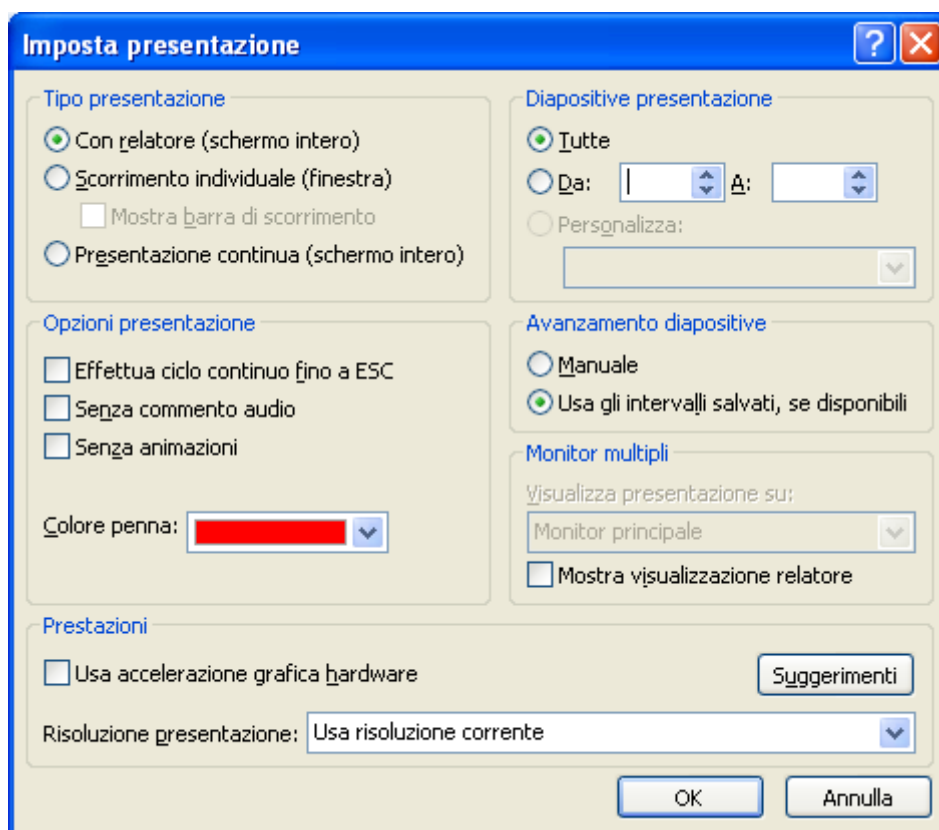 Imposta presentazione
Tipo presentazione
Con relatore (schermo intero)
Scorrimento individuale (finestra)
Mostra barra di scorrimento
Presentazione continua (schermo intero)
Diapositive presentazione
Tutte
Da: A:
Personalizza:
Opzioni presentazione
Effettua ciclo continuo fino a ESC
Senza commento audio
Senza animazioni
Colore penna:
Avanzamento diapositive
Manuale
Usa gli intervalli salvati, se disponibili
Monitor multipli
Visualizza presentazione su:
Monitor principale
Mostra visualizzazione relatore
Prestazioni
Usa accelerazione grafica hardware
Suggerimenti
Risoluzione presentazione: Usa risoluzione corrente
OK Annulla